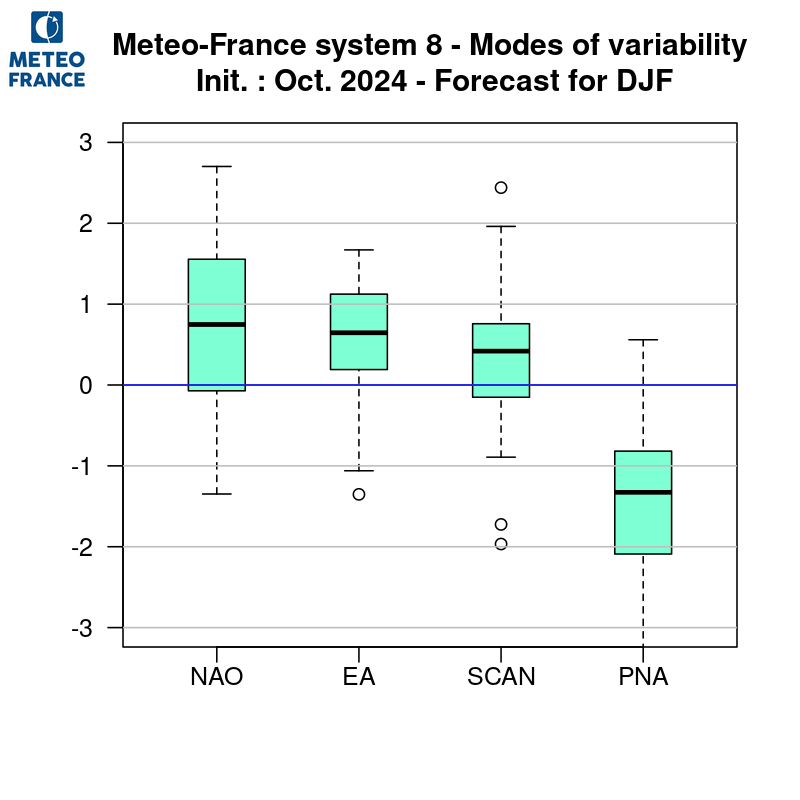 METEO
FRANCE
Meteo-France system 8 - Modes of variability
Init. : Oct. 2024 - Forecast for DJF
3
2
1
0
-1
-2
-3
NAO EA SCAN PNA